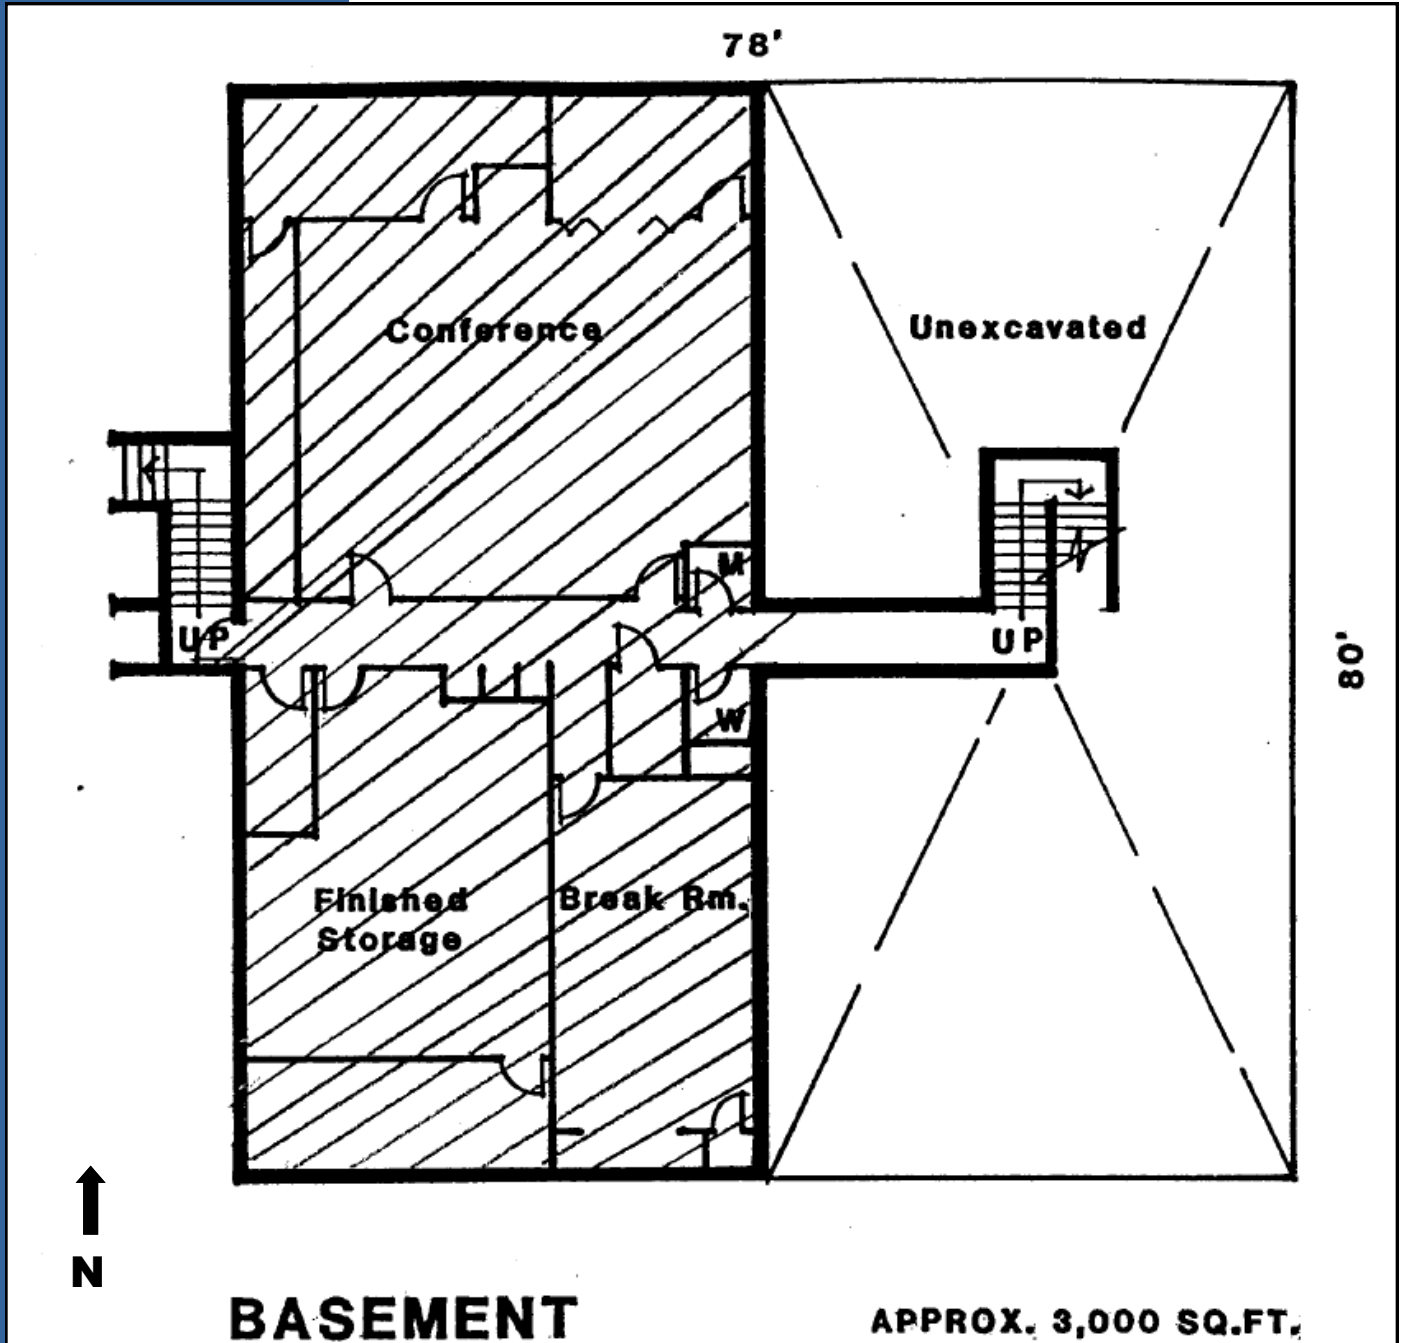 78'
Conference
Unexcavated
M
UP
UP
80'
W
Finished
Storage
Break Rm.
N
BASEMENT
APPROX. 3,000 SQ.FT.